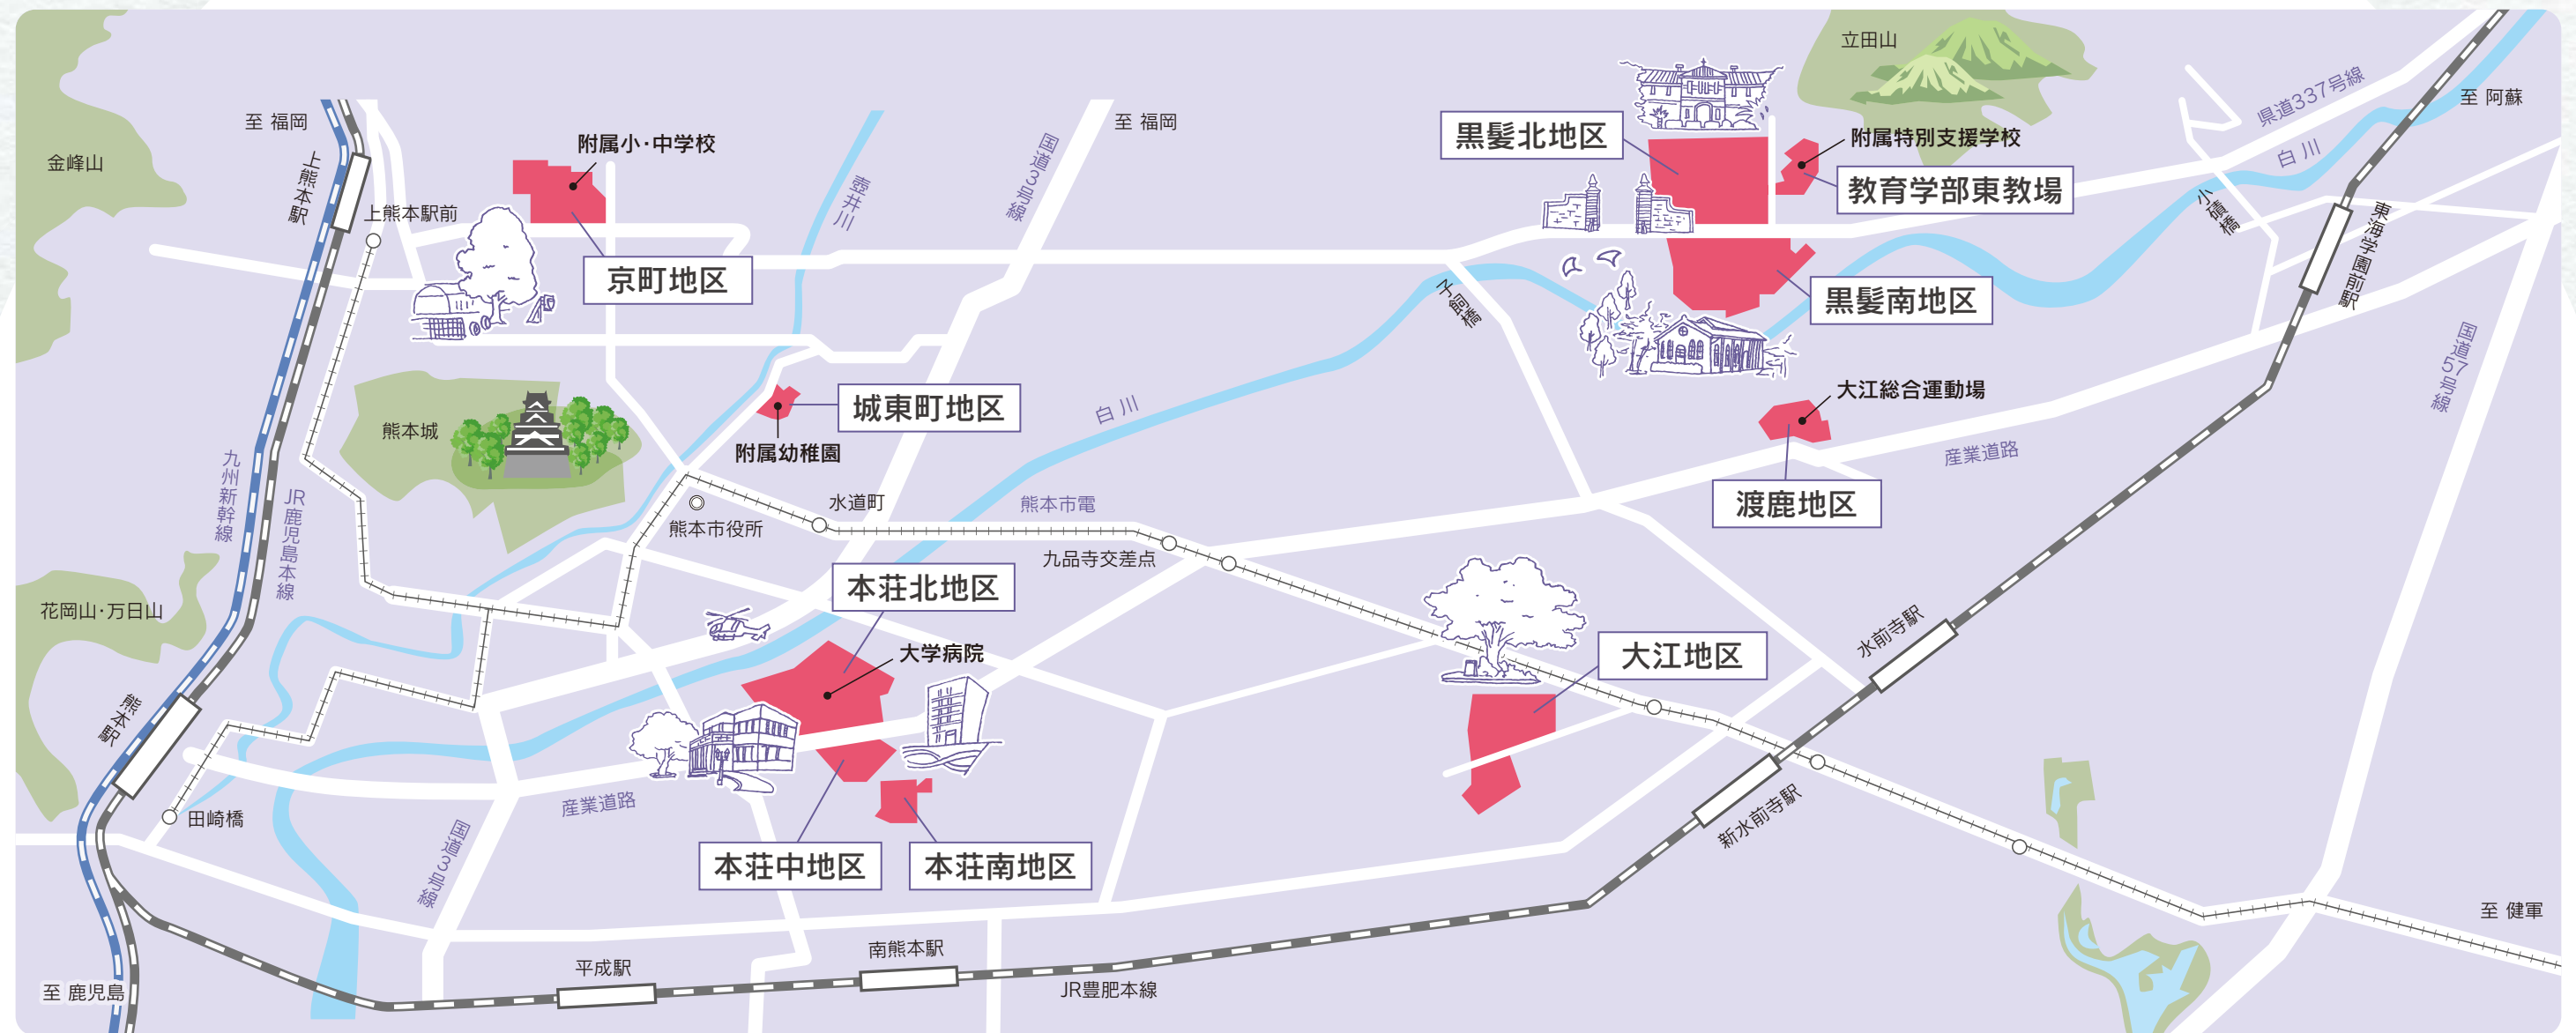 金峰山
至 福岡
上熊本駅
上熊本駅前
附属小・中学校
京町地区
壺井川
国道3号線
至 福岡
黒髪北地区
立田山
附属特別支援学校
教育学部東教場
県道337号線
至 阿蘇
白川
小磧橋
東海学園前駅
黒髪南地区
子飼橋
国道57号線
熊本城
城東町地区
附属幼稚園
白川
大江総合運動場
渡鹿地区
産業道路
九州新幹線
JR鹿児島本線
熊本市役所
水道町
熊本市電
九品寺交差点
花岡山・万日山
本荘北地区
大学病院
大江地区
水前寺駅
新水前寺駅
熊本駅
田崎橋
産業道路
国道3号線
本荘中地区
本荘南地区
至 健軍
南熊本駅
平成駅
JR豊肥本線
至 鹿児島